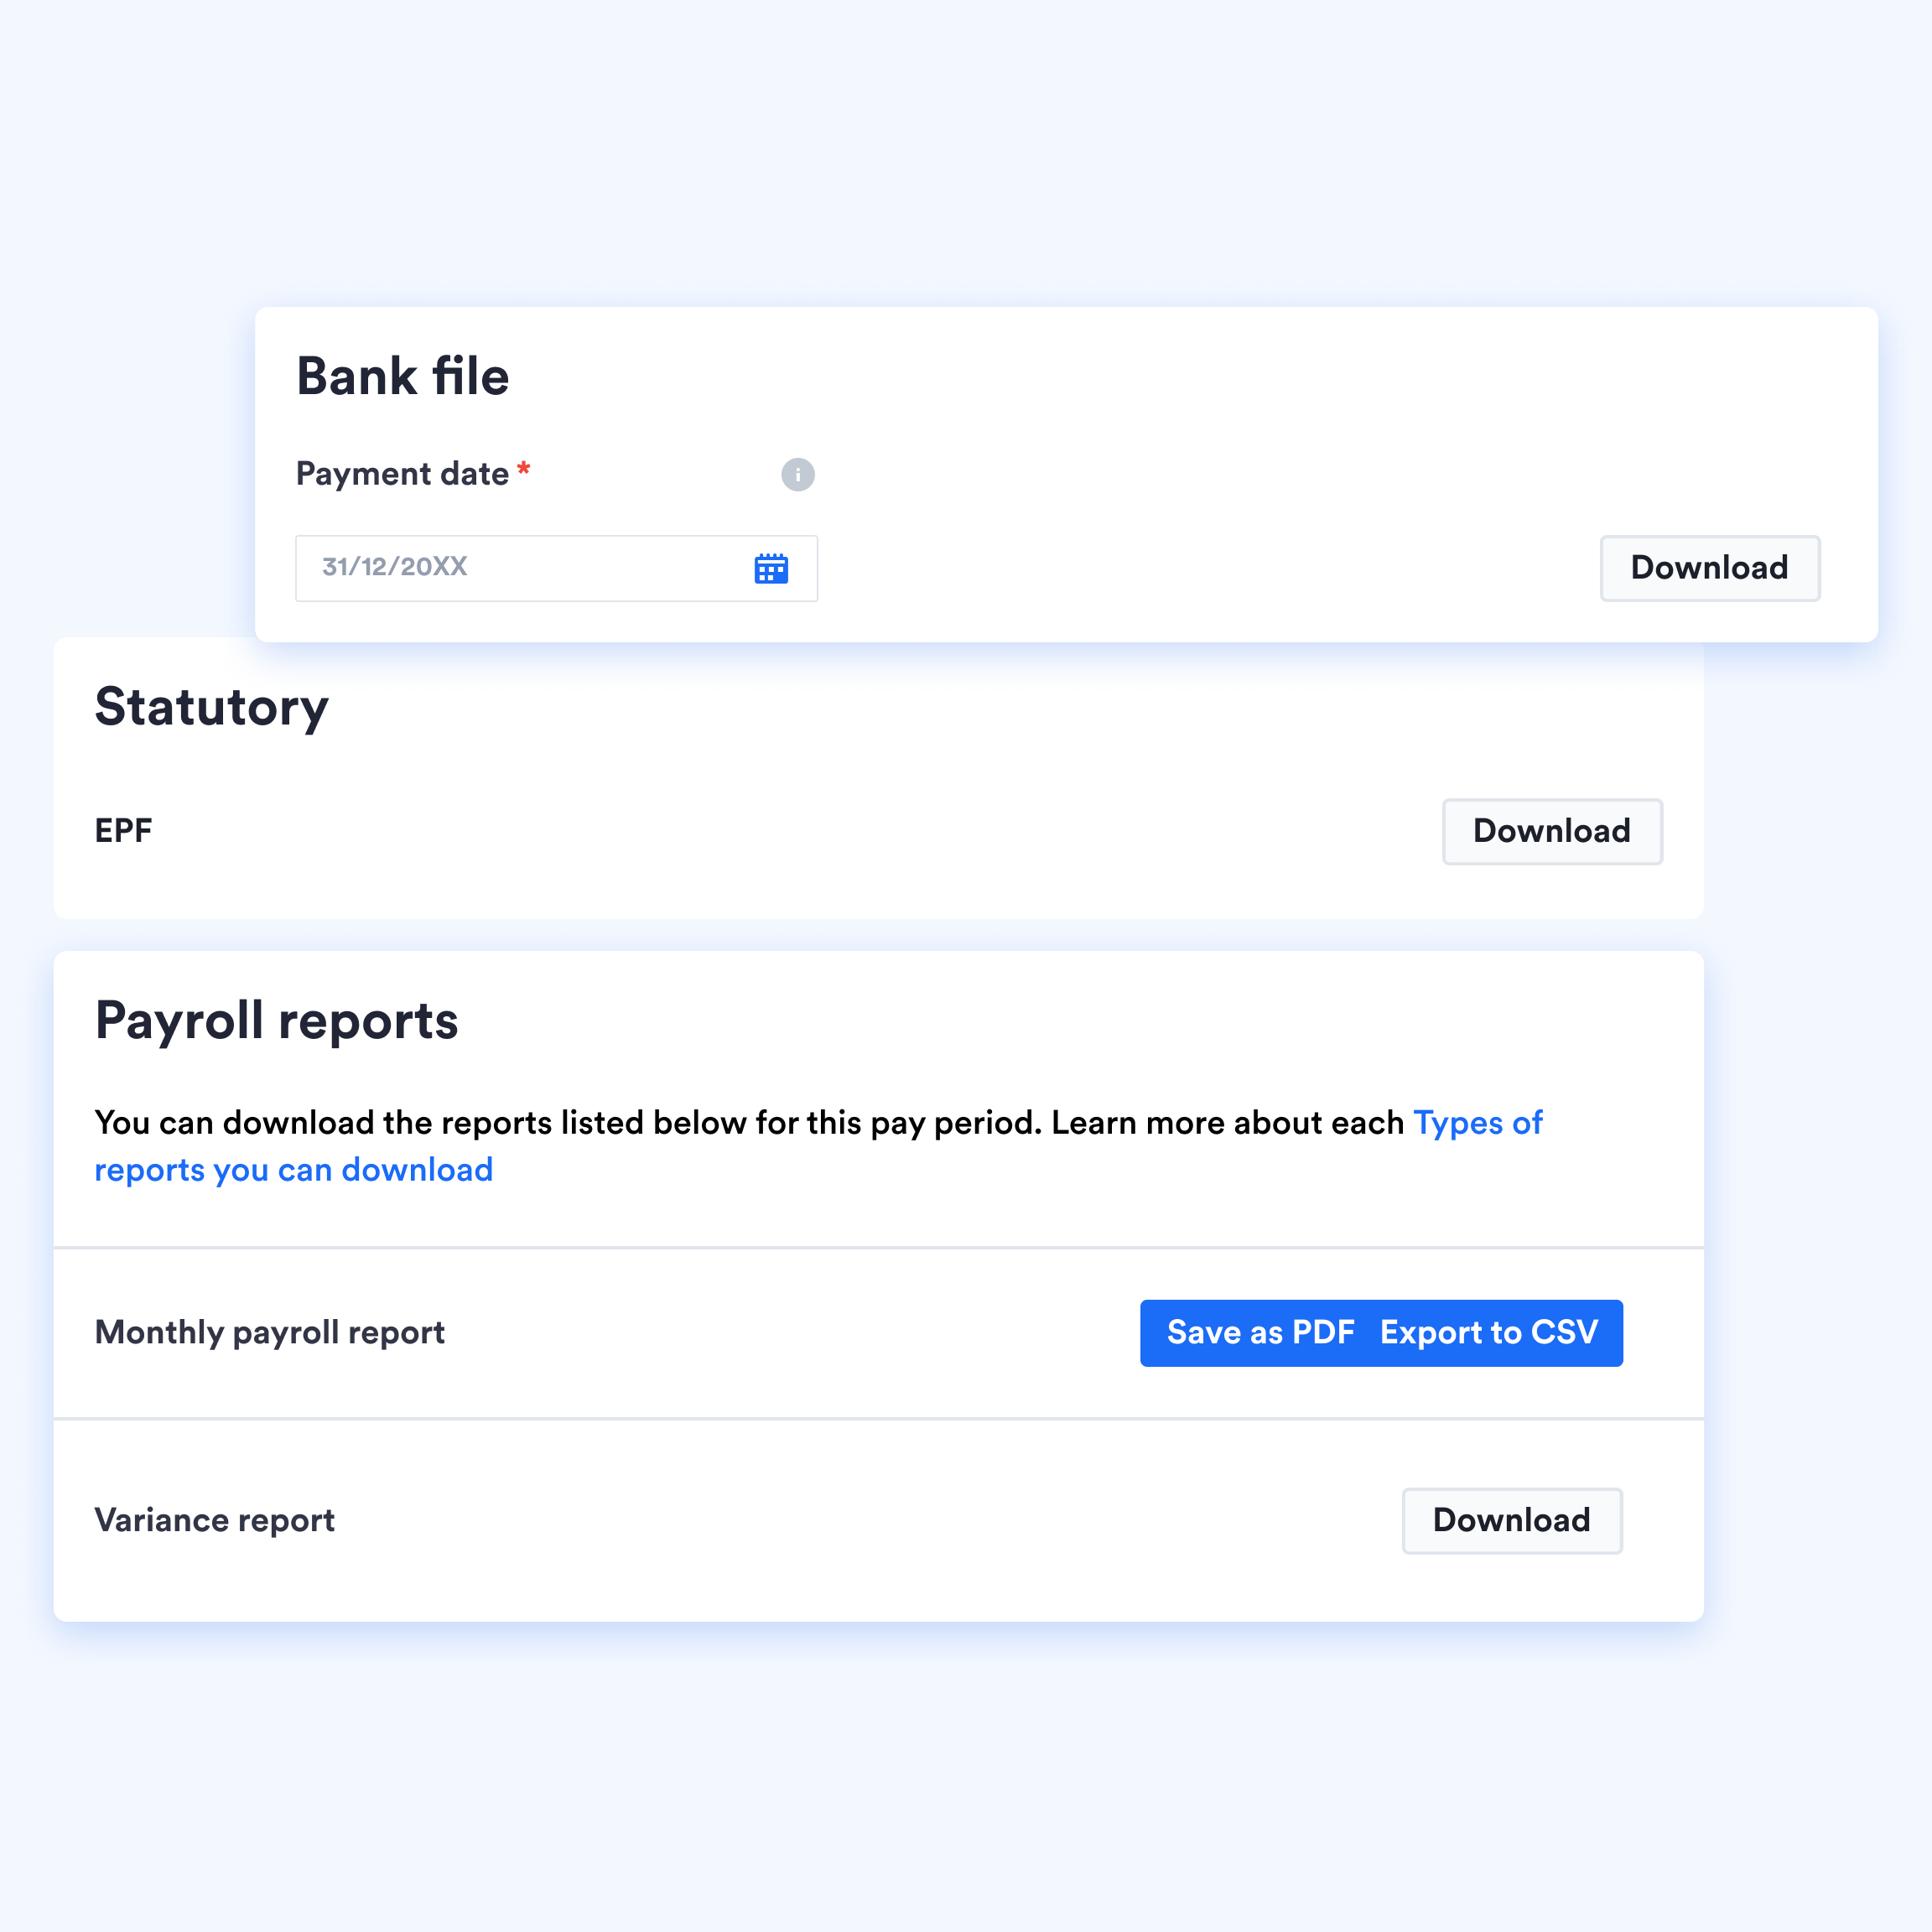 Bank file
Payment date *
31/12/20XX
Download
Statutory
EPF
Download
Payroll reports
You can download the reports listed below for this pay period. Learn more about each Types of
reports you can download
Monthly payroll report
Save as PDF Export to CSV
Variance report
Download